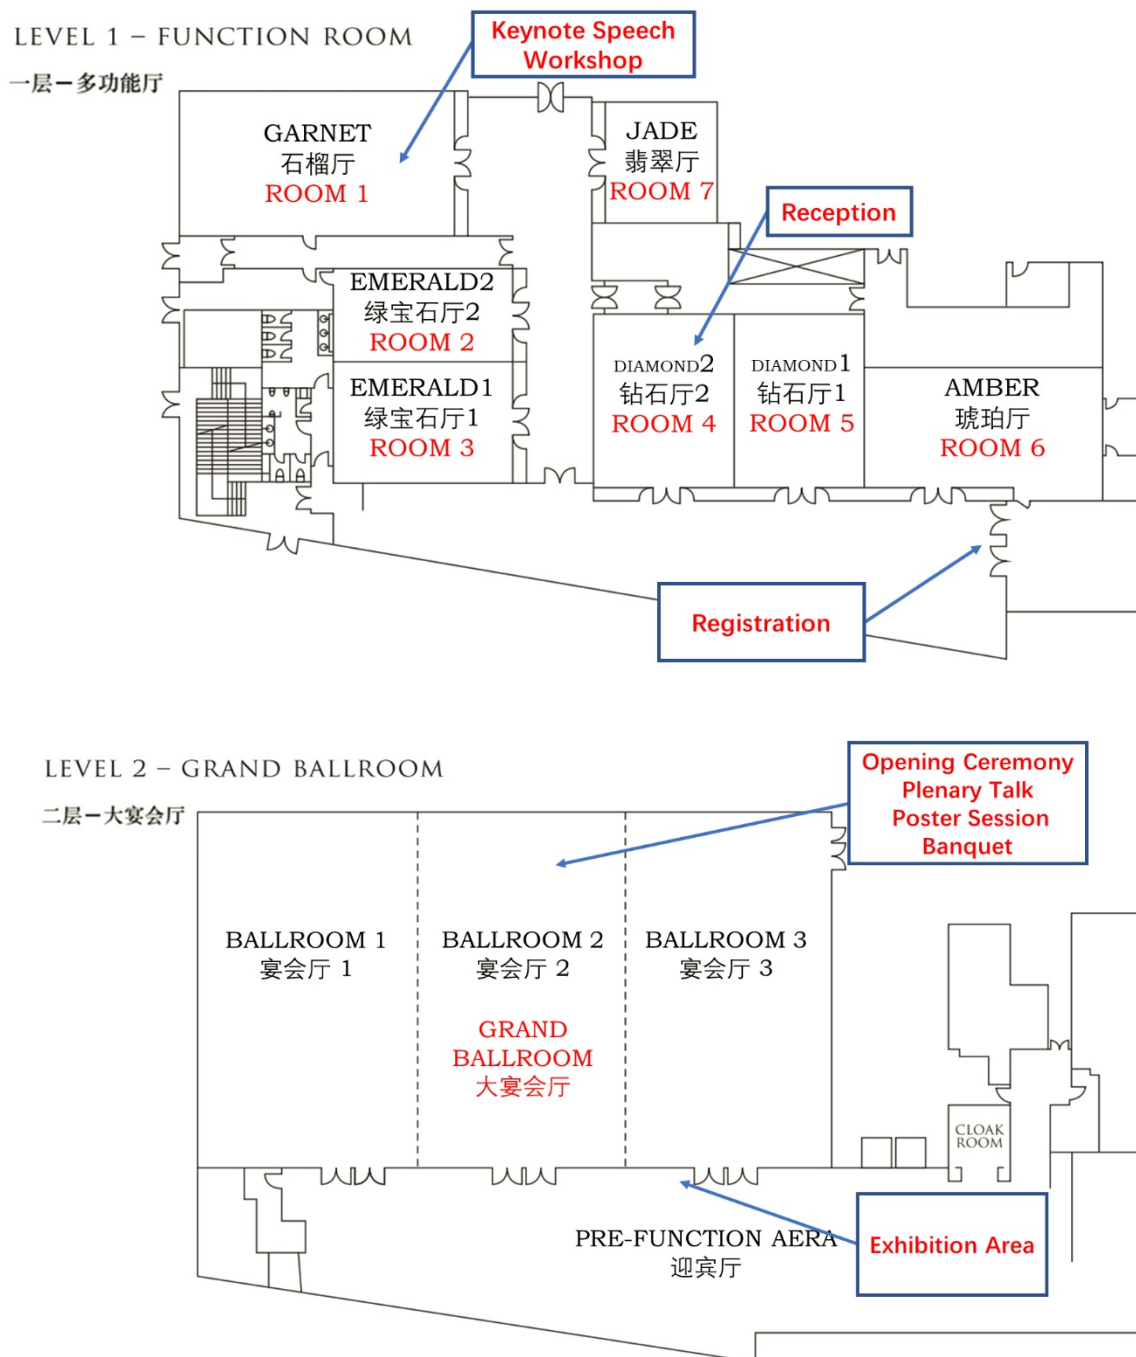 LEVEL 1 – FUNCTION ROOM
一层－多功能厅
Keynote Speech
Workshop
GARNET
石榴厅
ROOM 1
JADE
翡翠厅
ROOM 7
Reception
EMERALD2
绿宝石厅2
ROOM 2
EMERALD1
绿宝石厅1
ROOM 3
DIAMOND2
钻石厅2
ROOM 4
DIAMOND1
钻石厅1
ROOM 5
AMBER
琥珀厅
ROOM 6
Registration
LEVEL 2 – GRAND BALLROOM
二层－大宴会厅
Opening Ceremony
Plenary Talk
Poster Session
Banquet
BALLROOM 1
宴会厅 1
BALLROOM 2
宴会厅 2
BALLROOM 3
宴会厅 3
GRAND
BALLROOM
大宴会厅
CLOAK
ROOM
PRE-FUNCTION AERA
迎宾厅
Exhibition Area